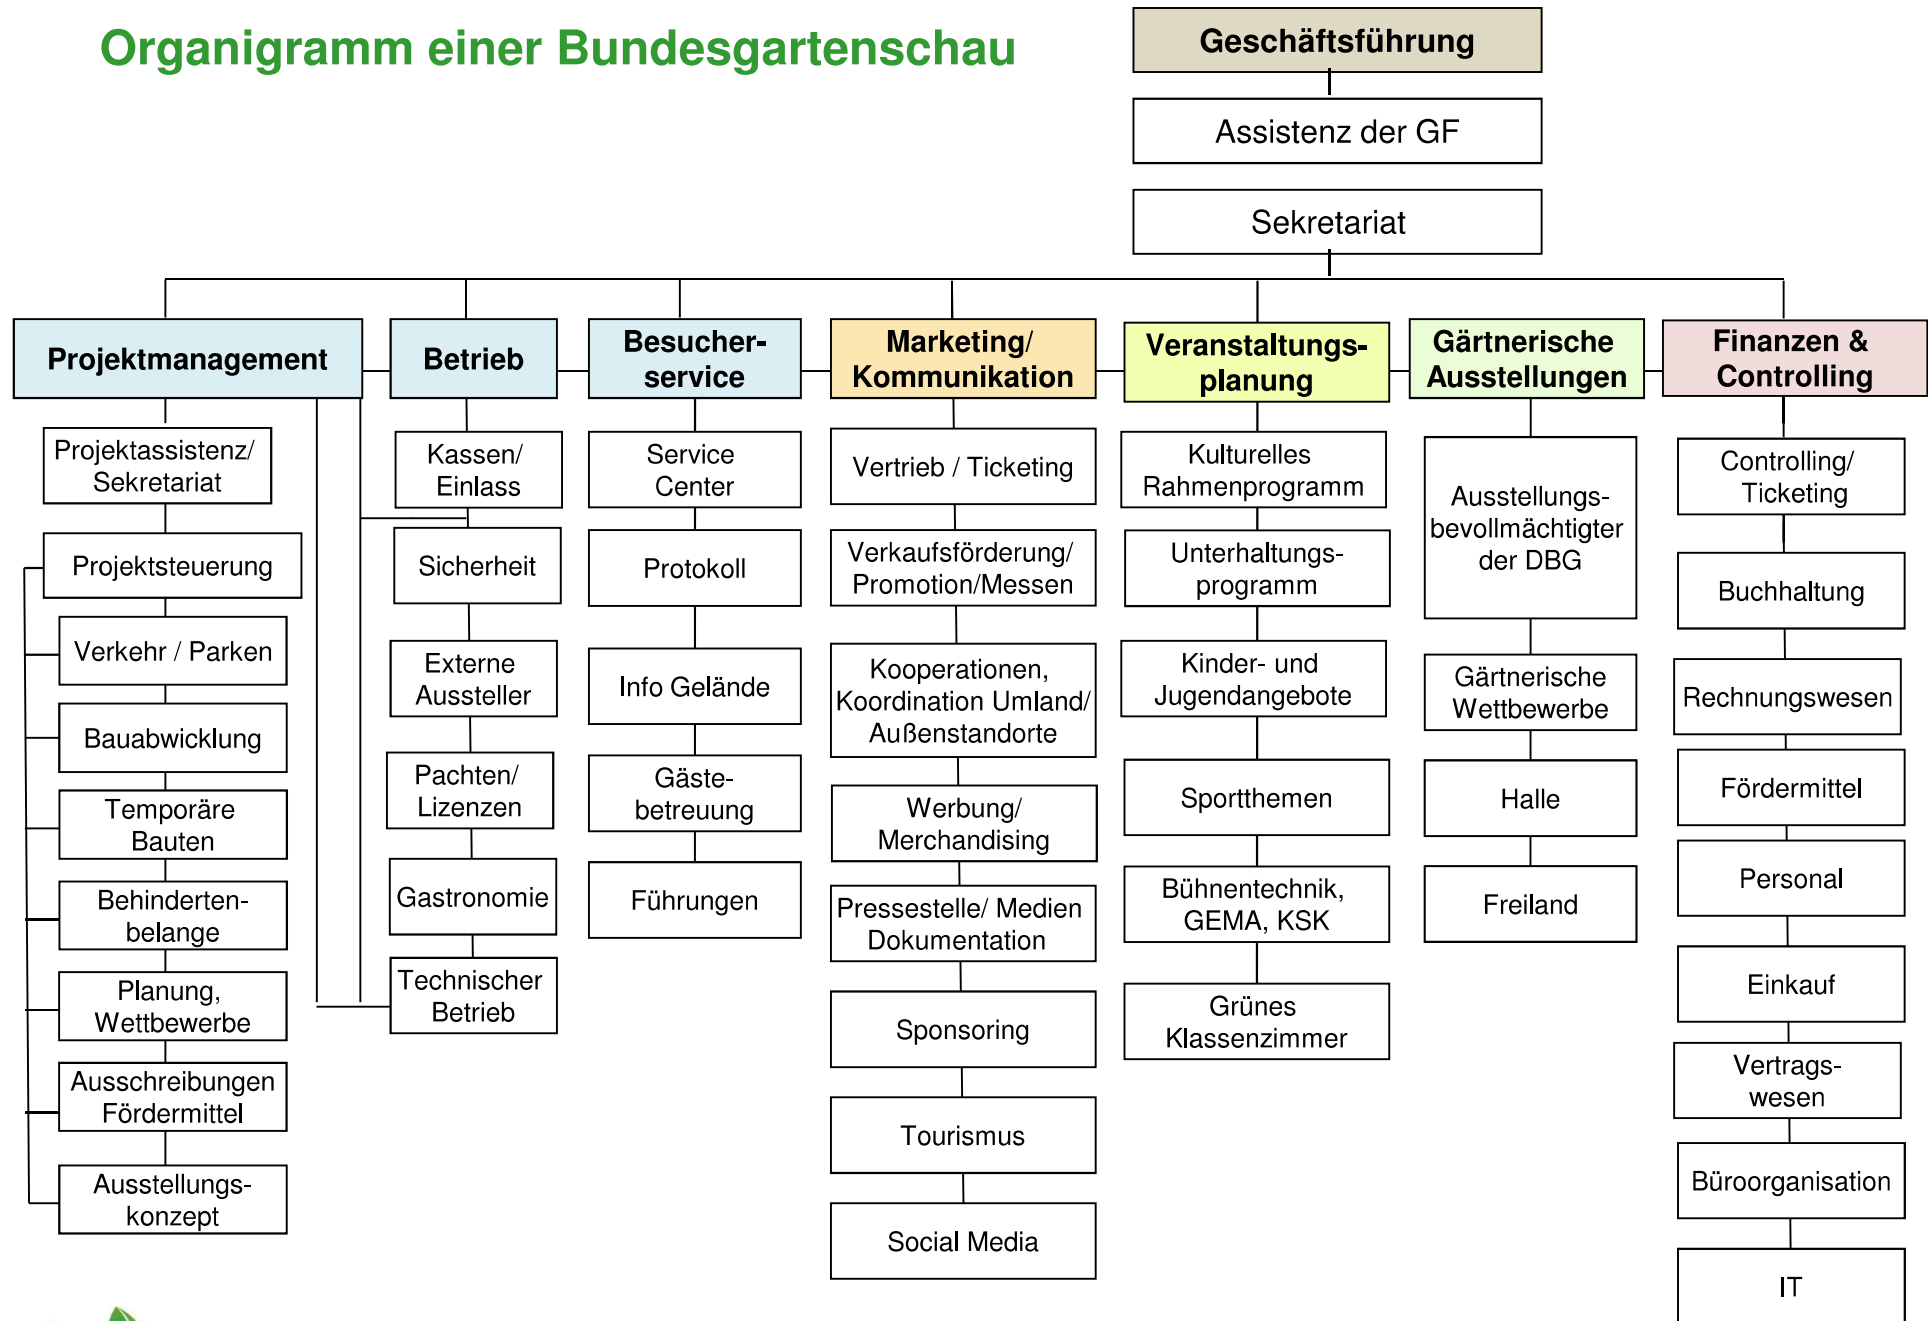 Organigramm einer Bundesgartenschau
Geschäftsführung
Assistenz der GF
Sekretariat
Projektmanagement
Projektassistenz/
Sekretariat
Projektsteuerung
Verkehr / Parken
Bauabwicklung
Temporäre
Bauten
Behinderten-
belange
Planung,
Wettbewerbe
Ausschreibungen
Fördermittel
Ausstellungs-
konzept
Betrieb
Kassen/
Einlass
Sicherheit
Externe
Aussteller
Pachten/
Lizenzen
Gastronomie
Technischer
Betrieb
Besucher-
service
Service
Center
Protokoll
Info Gelände
Gäste-
betreuung
Führungen
Marketing/
Kommunikation
Vertrieb / Ticketing
Verkaufsförderung/
Promotion/Messen
Kooperationen,
Koordination Umland/
Außenstandorte
Werbung/
Merchandising
Pressestelle/ Medien
Dokumentation
Sponsoring
Tourismus
Social Media
Veranstaltungs-
planung
Kulturelles
Rahmenprogramm
Unterhaltungs-
programm
Kinder- und
Jugendangebote
Sportthemen
Bühnentechnik,
GEMA, KSK
Grünes
Klassenzimmer
Gärtnerische
Ausstellungen
Ausstellungs-
bevollmächtigter
der DBG
Gärtnerische
Wettbewerbe
Halle
Freiland
Finanzen &
Controlling
Controlling/
Ticketing
Buchhaltung
Rechnungswesen
Fördermittel
Personal
Einkauf
Vertrags-
wesen
Büroorganisation
IT